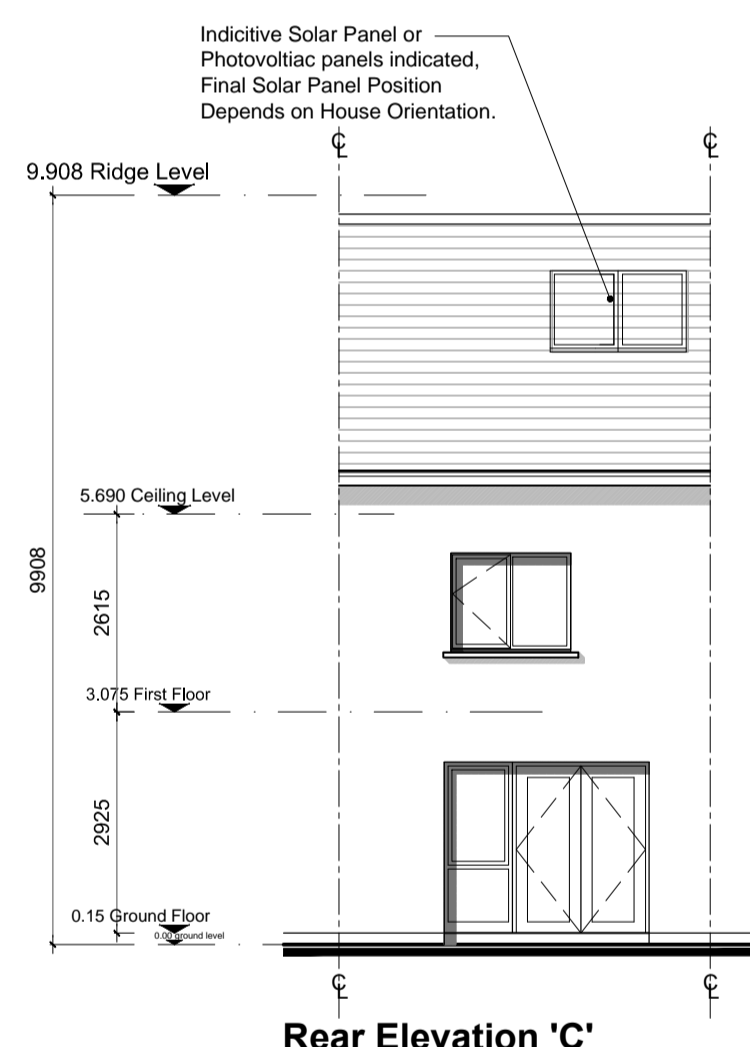 Indicitive Solar Panel or
Photovoltiac panels indicated,
Final Solar Panel Position
Depends on House Orientation.
℄ ℄
9.908 Ridge Level
5.690 Ceiling Level
9908
2615
3.075 First Floor
2925
0.15 Ground Floor
0.00 ground level
℄ ℄
Rear Elevation 'C'